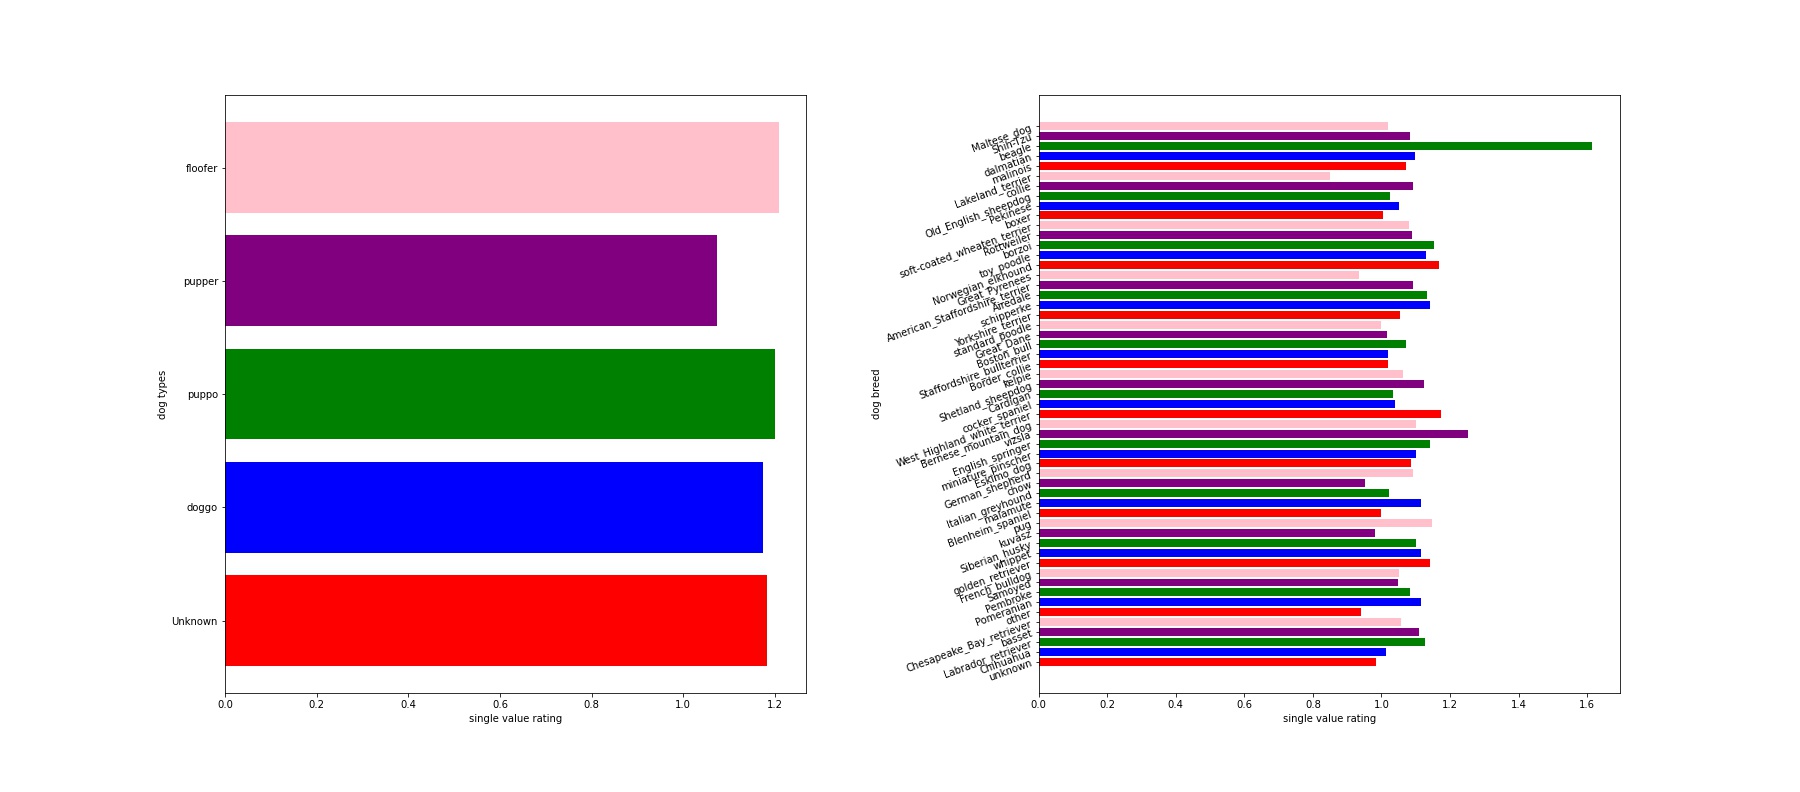 dog types
floofer
pupper
puppo
doggo
Unknown
0.0 0.2 0.4 0.6 0.8 1.0 1.2
single value rating
dog breed
Maltese_dog
Shih-Tzu
beagle
dalmatian
malinois
Lakeland_terrier
collie
Old_English_sheepdog
Pekinese
boxer
soft-coated_wheaten_terrier
Rottweiler
borzoi
toy_poodle
Norwegian_elkhound
Great_Pyrenees
American_Staffordshire_terrier
Airedale
schipperke
Yorkshire_terrier
standard_poodle
Great_Dane
Boston_bull
Staffordshire_bullterrier
Border_collie
kelpie
Shetland_sheepdog
Cardigan
cocker_spaniel
West_Highland_white_terrier
Bernese_mountain_dog
vizsla
English_springer
miniature_pinscher
Eskimo_dog
German_shepherd
chow
Italian_greyhound
malamute
Blenheim_spaniel
pug
kuvasz
Siberian_husky
whippet
golden_retriever
French_bulldog
Samoyed
Pembroke
Pomeranian
other
Chesapeake_Bay_retriever
basset
Labrador_retriever
Chihuahua
unknown
0.0 0.2 0.4 0.6 0.8 1.0 1.2 1.4 1.6
single value rating